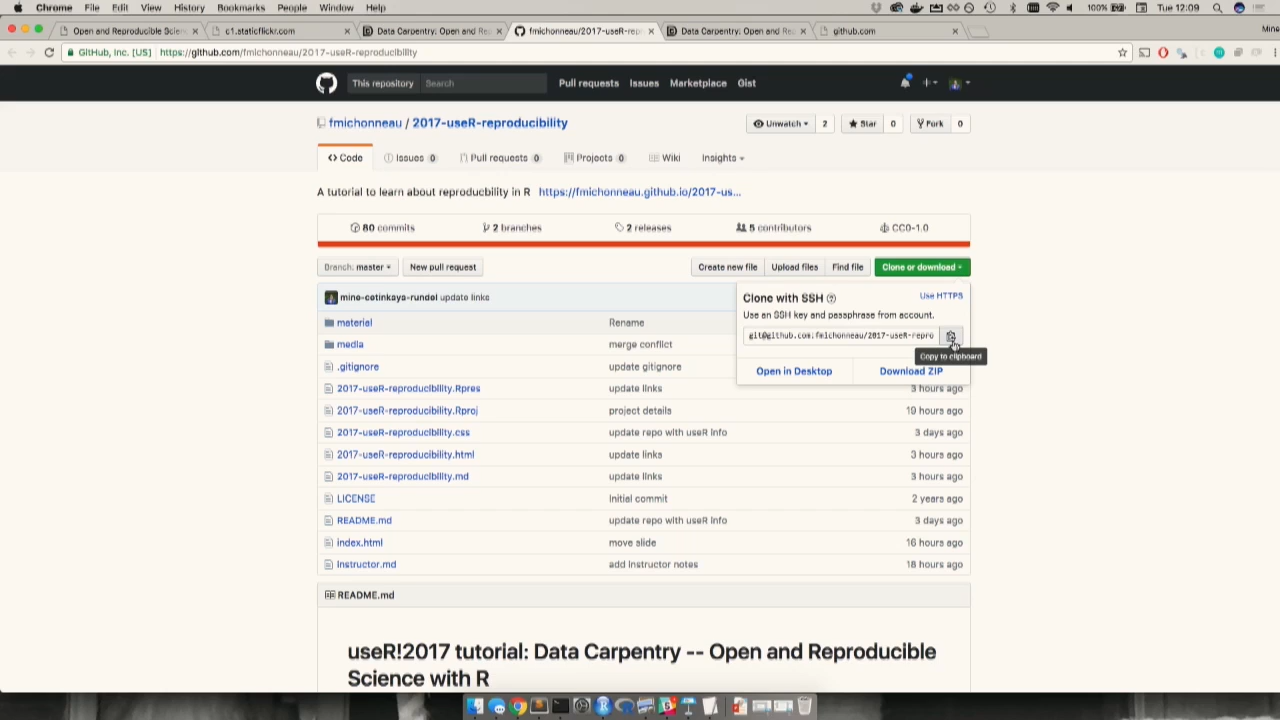 Chrome File Edit View History Bookmarks People Window Help 100% Tue 12:09
Open and Reproducible Scien × c1.staticflickr.com × Data Carpentry: Open and Re × fmichonneau/2017-useR-repr × Data Carpentry: Open and Re × github.com × Mine
GitHub, Inc. [US] https://github.com/fmichonneau/2017-useR-reproducibility
This repository Search Pull requests Issues Marketplace Gist
fmichonneau / 2017-useR-reproducibility Unwatch 2 Star 0 Fork 0
Code Issues 0 Pull requests 0 Projects 0 Wiki Insights
A tutorial to learn about reproducbility in R https://fmichonneau.github.io/2017-us...
80 commits 2 branches 2 releases 5 contributors CC0-1.0
Branch: master New pull request Create new file Upload files Find file Clone or download
Clone with SSH Use HTTPS
Use an SSH key and passphrase from account.
git@github.com:fmichonneau/2017-useR-repro
Copy to clipboard
Open in Desktop Download ZIP
mine-cetinkaya-rundel update links
material Rename
media merge conflict
.gitignore update gitignore
2017-useR-reproducibility.Rpres update links 3 hours ago
2017-useR-reproducibility.Rproj project details 19 hours ago
2017-useR-reproducibility.css update repo with useR info 3 days ago
2017-useR-reproducibility.html update links 3 hours ago
2017-useR-reproducibility.md update links 3 hours ago
LICENSE Initial commit 2 years ago
README.md update repo with useR info 3 days ago
index.html move slide 16 hours ago
instructor.md add instructor notes 18 hours ago
README.md
useR!2017 tutorial: Data Carpentry -- Open and Reproducible
Science with R